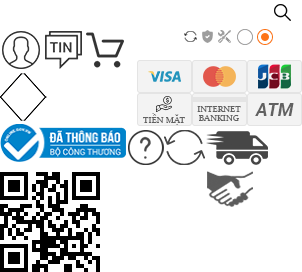 TIN
VISA
JCB
TIỀN MẶT
INTERNET
BANKING
ATM
ĐÃ THÔNG BÁO
BỘ CÔNG THƯƠNG
?